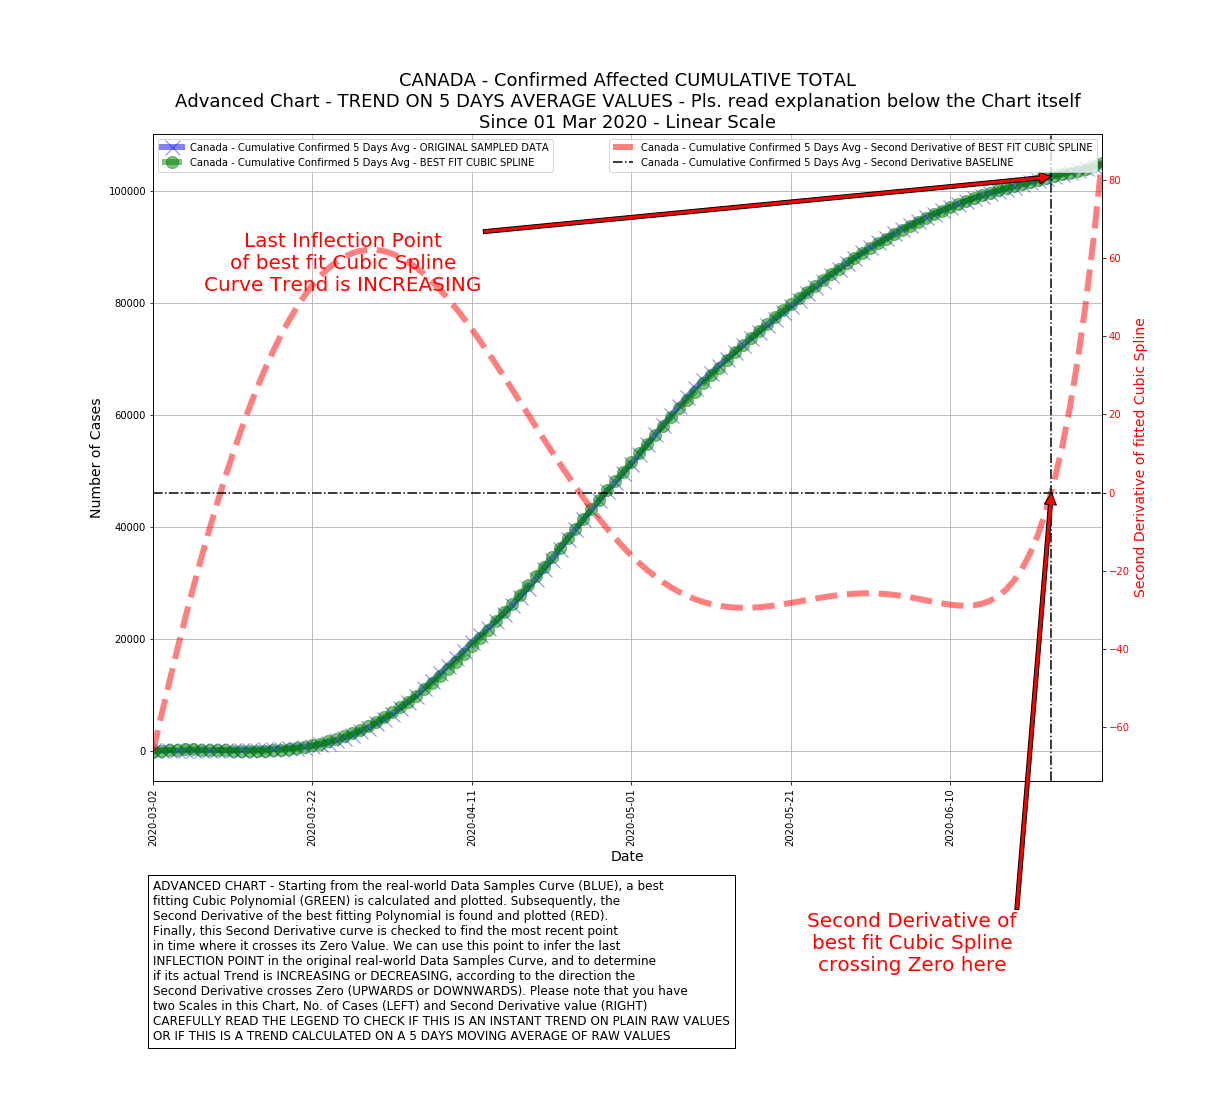 CANADA - Confirmed Affected CUMULATIVE TOTAL
Advanced Chart - TREND ON 5 DAYS AVERAGE VALUES - Pls. read explanation below the Chart itself
Since 01 Mar 2020 - Linear Scale
Canada - Cumulative Confirmed 5 Days Avg - ORIGINAL SAMPLED DATA
Canada - Cumulative Confirmed 5 Days Avg - BEST FIT CUBIC SPLINE
Canada - Cumulative Confirmed 5 Days Avg - Second Derivative of BEST FIT CUBIC SPLINE
Canada - Cumulative Confirmed 5 Days Avg - Second Derivative BASELINE
Last Inflection Point
of best fit Cubic Spline
Curve Trend is INCREASING
Number of Cases
100000
80000
60000
40000
20000
0
80
60
40
20
0
−20
−40
−60
Second Derivative of fitted Cubic Spline
2020-03-02
2020-03-22
2020-04-11
2020-05-01
2020-05-21
2020-06-10
Date
ADVANCED CHART - Starting from the real-world Data Samples Curve (BLUE), a best
fitting Cubic Polynomial (GREEN) is calculated and plotted. Subsequently, the
Second Derivative of the best fitting Polynomial is found and plotted (RED).
Finally, this Second Derivative curve is checked to find the most recent point
in time where it crosses its Zero Value. We can use this point to infer the last
INFLECTION POINT in the original real-world Data Samples Curve, and to determine
if its actual Trend is INCREASING or DECREASING, according to the direction the
Second Derivative crosses Zero (UPWARDS or DOWNWARDS). Please note that you have
two Scales in this Chart, No. of Cases (LEFT) and Second Derivative value (RIGHT)
CAREFULLY READ THE LEGEND TO CHECK IF THIS IS AN INSTANT TREND ON PLAIN RAW VALUES
OR IF THIS IS A TREND CALCULATED ON A 5 DAYS MOVING AVERAGE OF RAW VALUES
Second Derivative of
best fit Cubic Spline
crossing Zero here